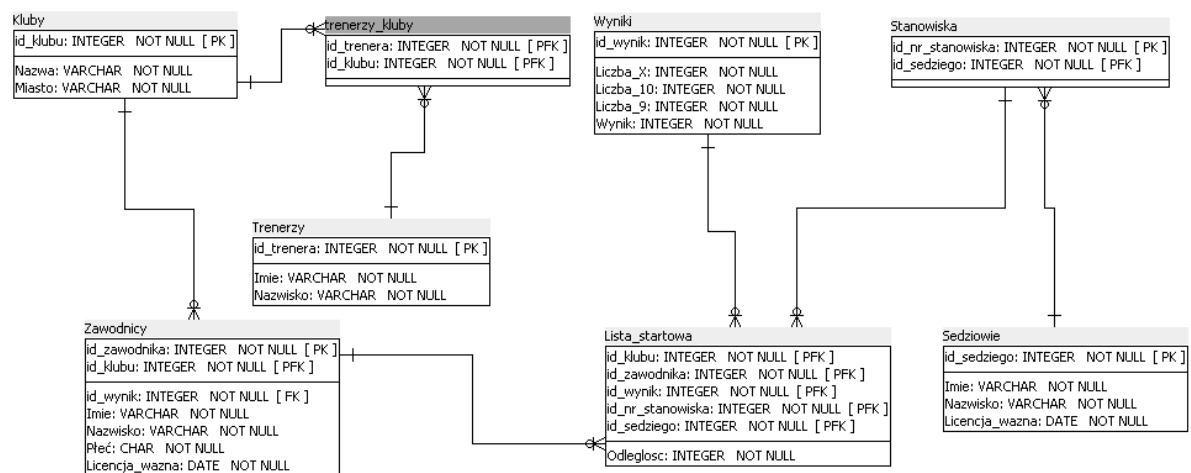 Kluby
id_klubu: INTEGER NOT NULL [ PK ]
Nazwa: VARCHAR NOT NULL
Miasto: VARCHAR NOT NULL
trenerzy_kluby
id_trenera: INTEGER NOT NULL [ PFK ]
id_klubu: INTEGER NOT NULL [ PFK ]
Wyniki
id_wynik: INTEGER NOT NULL [ PK ]
Liczba_X: INTEGER NOT NULL
Liczba_10: INTEGER NOT NULL
Liczba_9: INTEGER NOT NULL
Wynik: INTEGER NOT NULL
Stanowiska
id_nr_stanowiska: INTEGER NOT NULL [ PK ]
id_sedziego: INTEGER NOT NULL [ PFK ]
Trenerzy
id_trenera: INTEGER NOT NULL [ PK ]
Imie: VARCHAR NOT NULL
Nazwisko: VARCHAR NOT NULL
Zawodnicy
id_zawodnika: INTEGER NOT NULL [ PK ]
id_klubu: INTEGER NOT NULL [ PFK ]
id_wynik: INTEGER NOT NULL [ FK ]
Imie: VARCHAR NOT NULL
Nazwisko: VARCHAR NOT NULL
Płeć: CHAR NOT NULL
Licencja_wazna: DATE NOT NULL
Lista_startowa
id_klubu: INTEGER NOT NULL [ PFK ]
id_zawodnika: INTEGER NOT NULL [ PFK ]
id_wynik: INTEGER NOT NULL [ PFK ]
id_nr_stanowiska: INTEGER NOT NULL [ PFK ]
id_sedziego: INTEGER NOT NULL [ PFK ]
Odleglosc: INTEGER NOT NULL
Sedziowie
id_sedziego: INTEGER NOT NULL [ PK ]
Imie: VARCHAR NOT NULL
Nazwisko: VARCHAR NOT NULL
Licencja_wazna: DATE NOT NULL